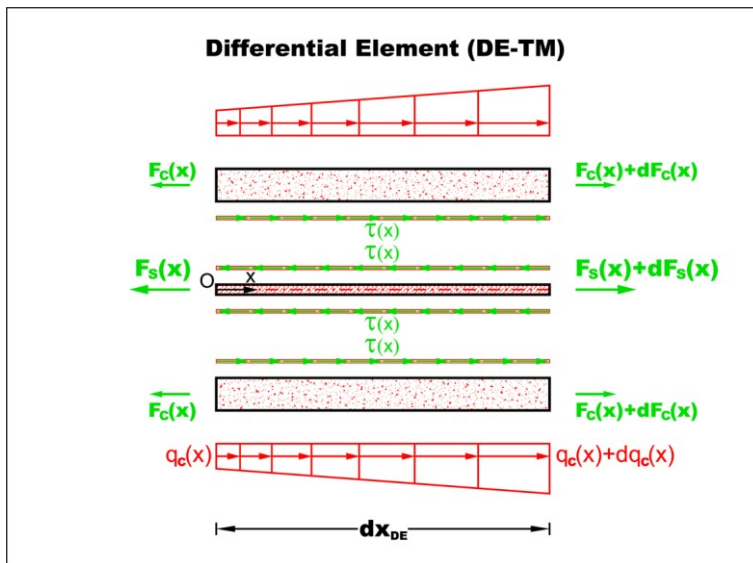 Differential Element (DE-TM)
Fc(x) Fc(x)+dFc(x)
τ(x)
τ(x)
Fs(x) O x Fs(x)+dFs(x)
τ(x)
τ(x)
Fc(x) Fc(x)+dFc(x)
qc(x) qc(x)+dqc(x)
dxDE